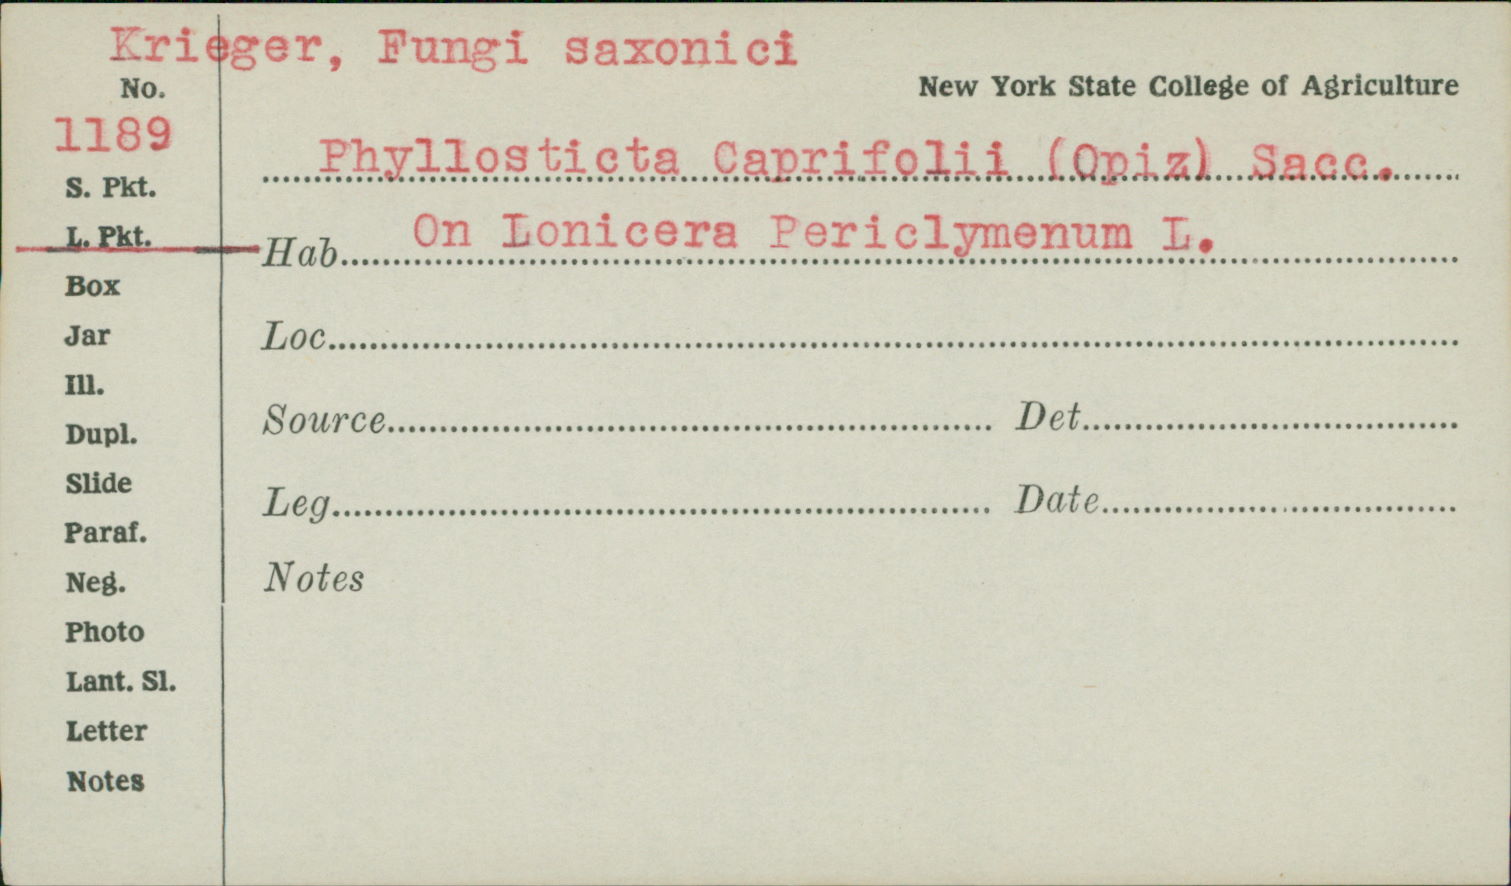 Krieger, Fungi saxonici
No.
New York State College of Agriculture
1189
Phyllosticta Caprifolii (Opiz) Sacc.
S. Pkt.
L. Pkt.
Hab. On Lonicera Periclymenum L.
Box
Jar
Loc.
Ill.
Dupl.
Source
Det.
Slide
Leg.
Date
Paraf.
Neg.
Notes
Photo
Lant. Sl.
Letter
Notes